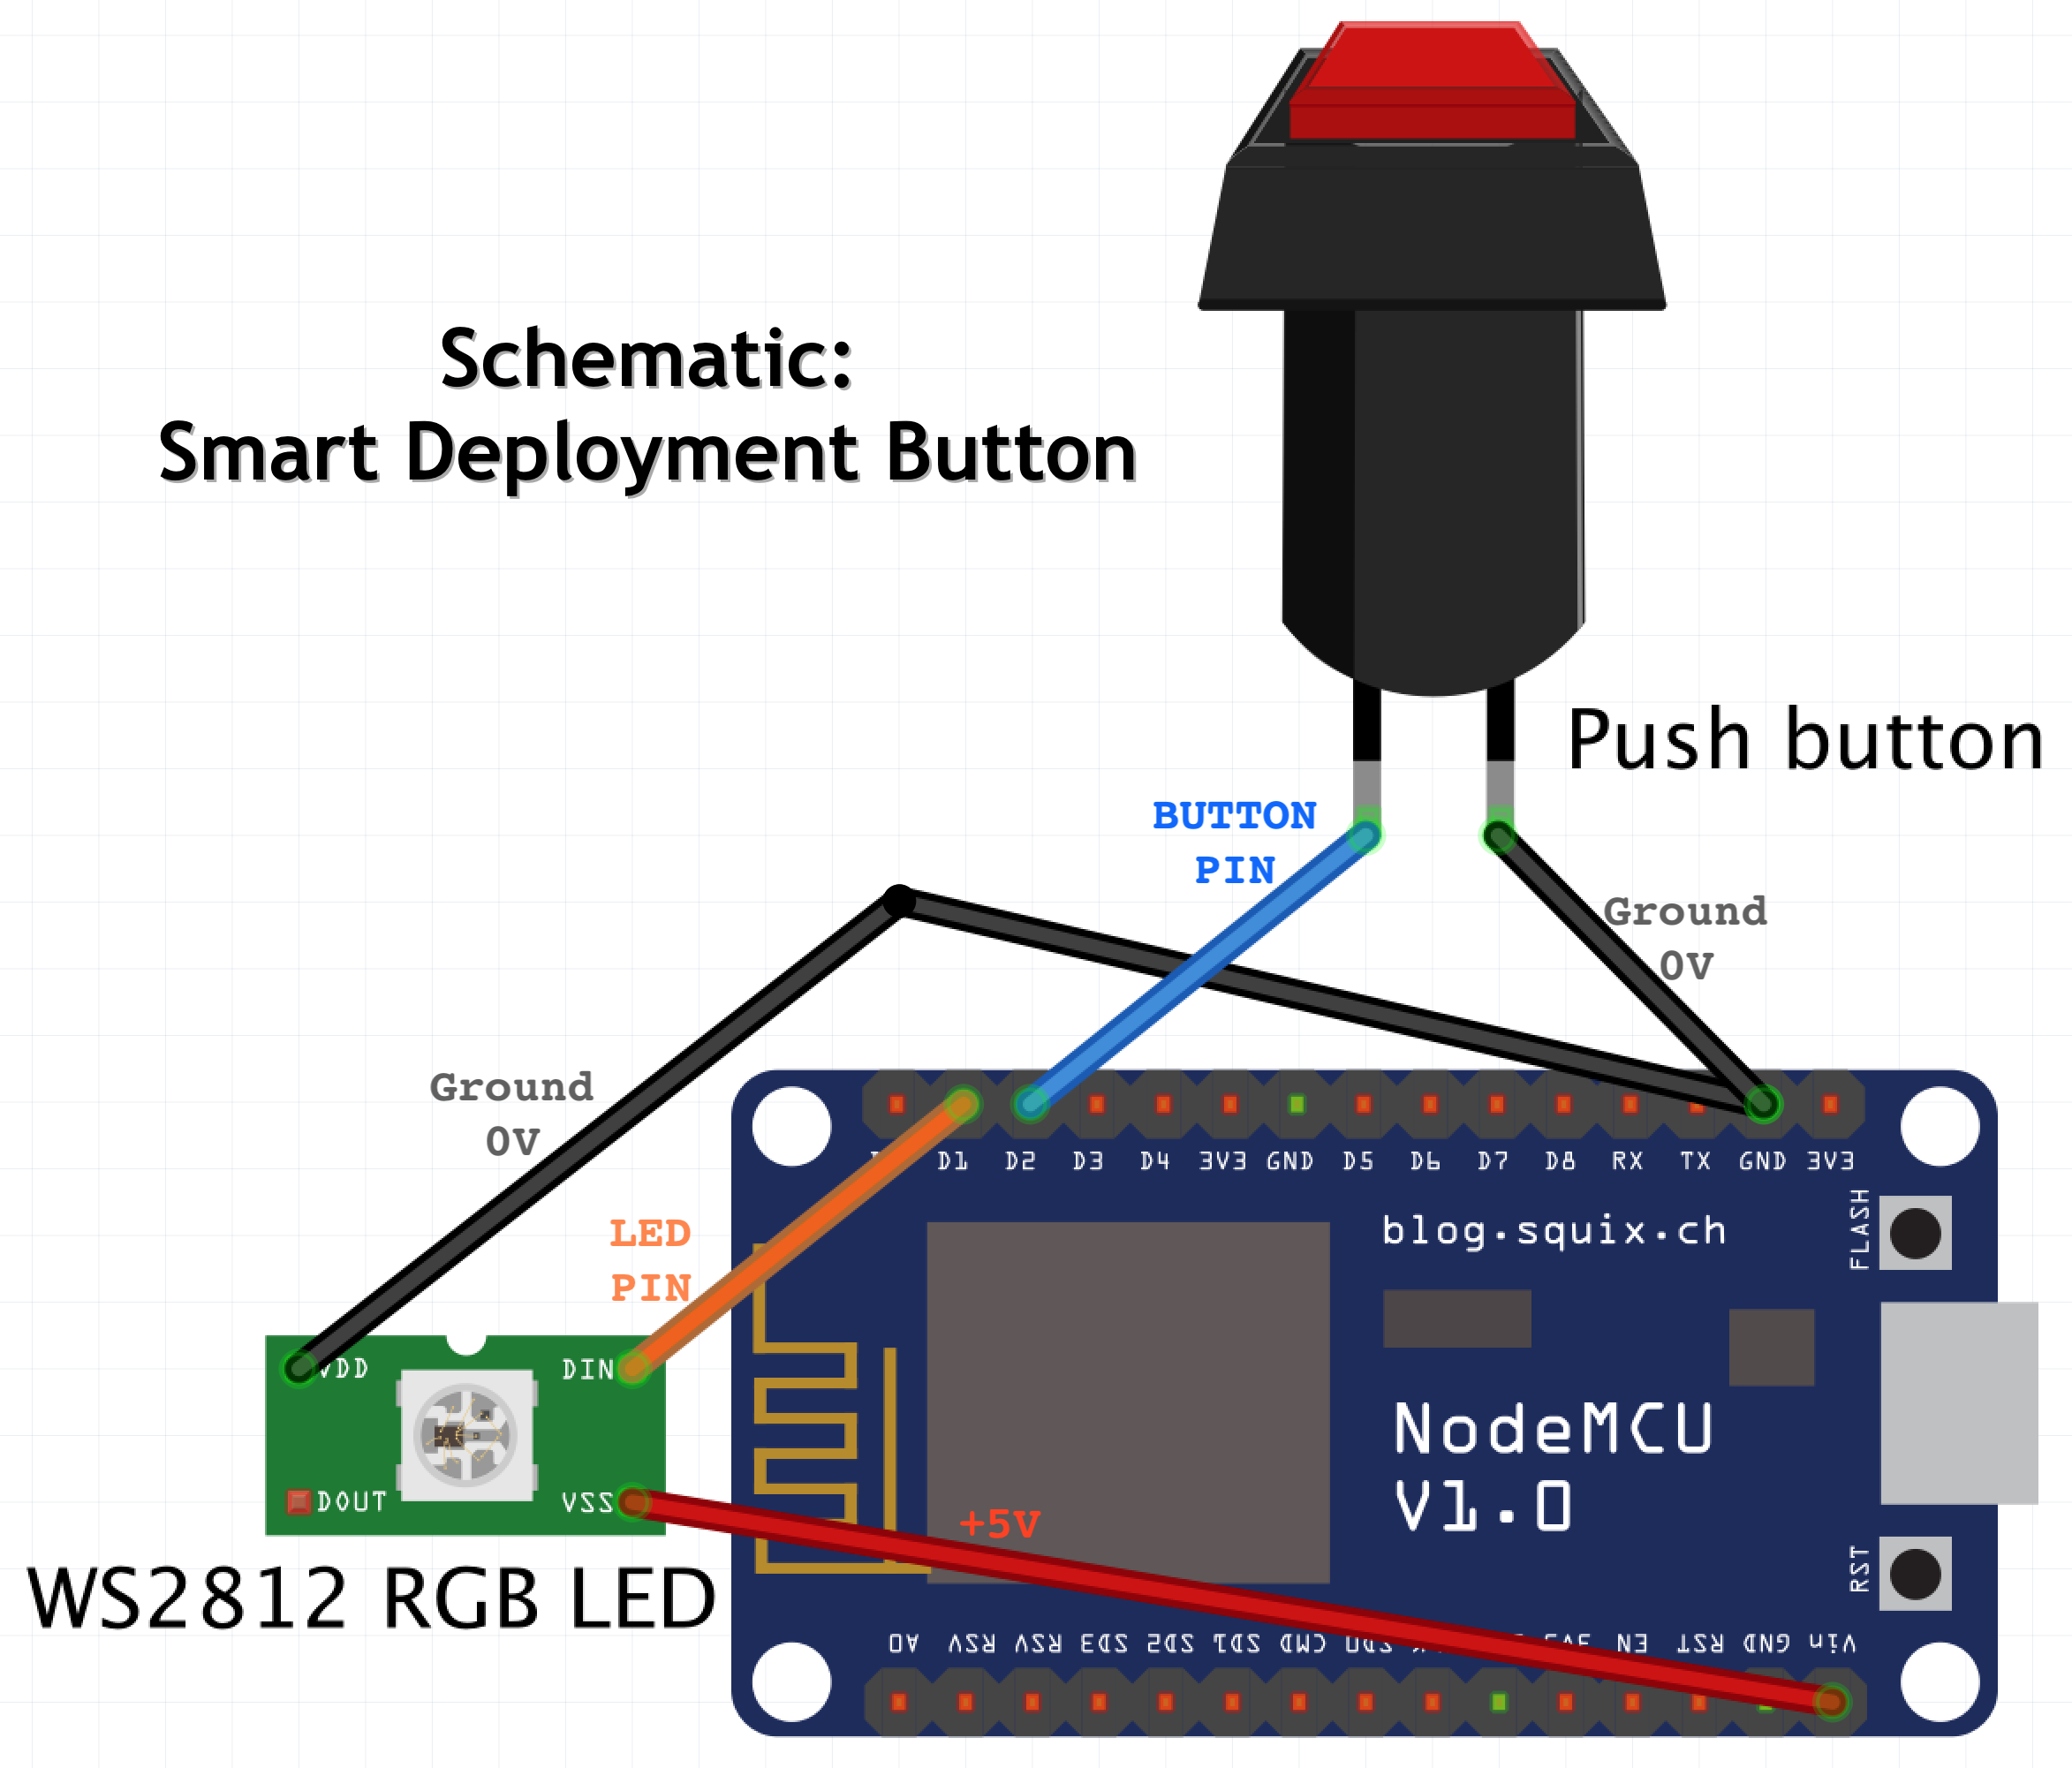 Schematic:
Smart Deployment Button
Push button
BUTTON
PIN
Ground
0V
Ground
0V
LED
PIN
D1 D2 D3 D4 3V3 GND D5 D6 D7 D8 RX TX GND 3V3
blog.squix.ch
FLASH
VDD DIN
NodeMCU
V1.0
DOUT VSS
+5V
RST
WS2812 RGB LED
A0 RSV RSV SD3 SD2 SD1 CMD SD0 EN RST GND Vin